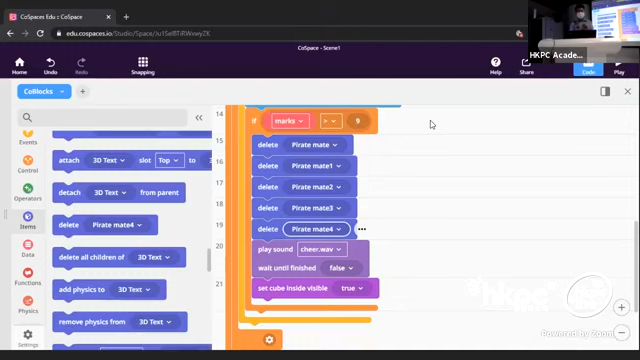 CoSpaces Edu :: CoSpace
edu.cospaces.io/Studio/Space/
CoSpace - Scene1
Home
Undo
Redo
Snapping
Help
Share
Code
Play
HKPC Acade...
CoBlocks
Events
Control
Operators
Items
Data
Functions
Physics
Settings
attach 3D Text slot Top to
detach 3D Text from parent
delete Pirate mate4
delete all children of 3D Text
add physics to 3D Text
remove physics from 3D Text
14 if marks > 9
15 delete Pirate mate
16 delete Pirate mate1
17 delete Pirate mate2
18 delete Pirate mate3
19 delete Pirate mate4
20 play sound cheer.wav
wait until finished false
21 set cube inside visible true
hkpc
Powered by Zoom